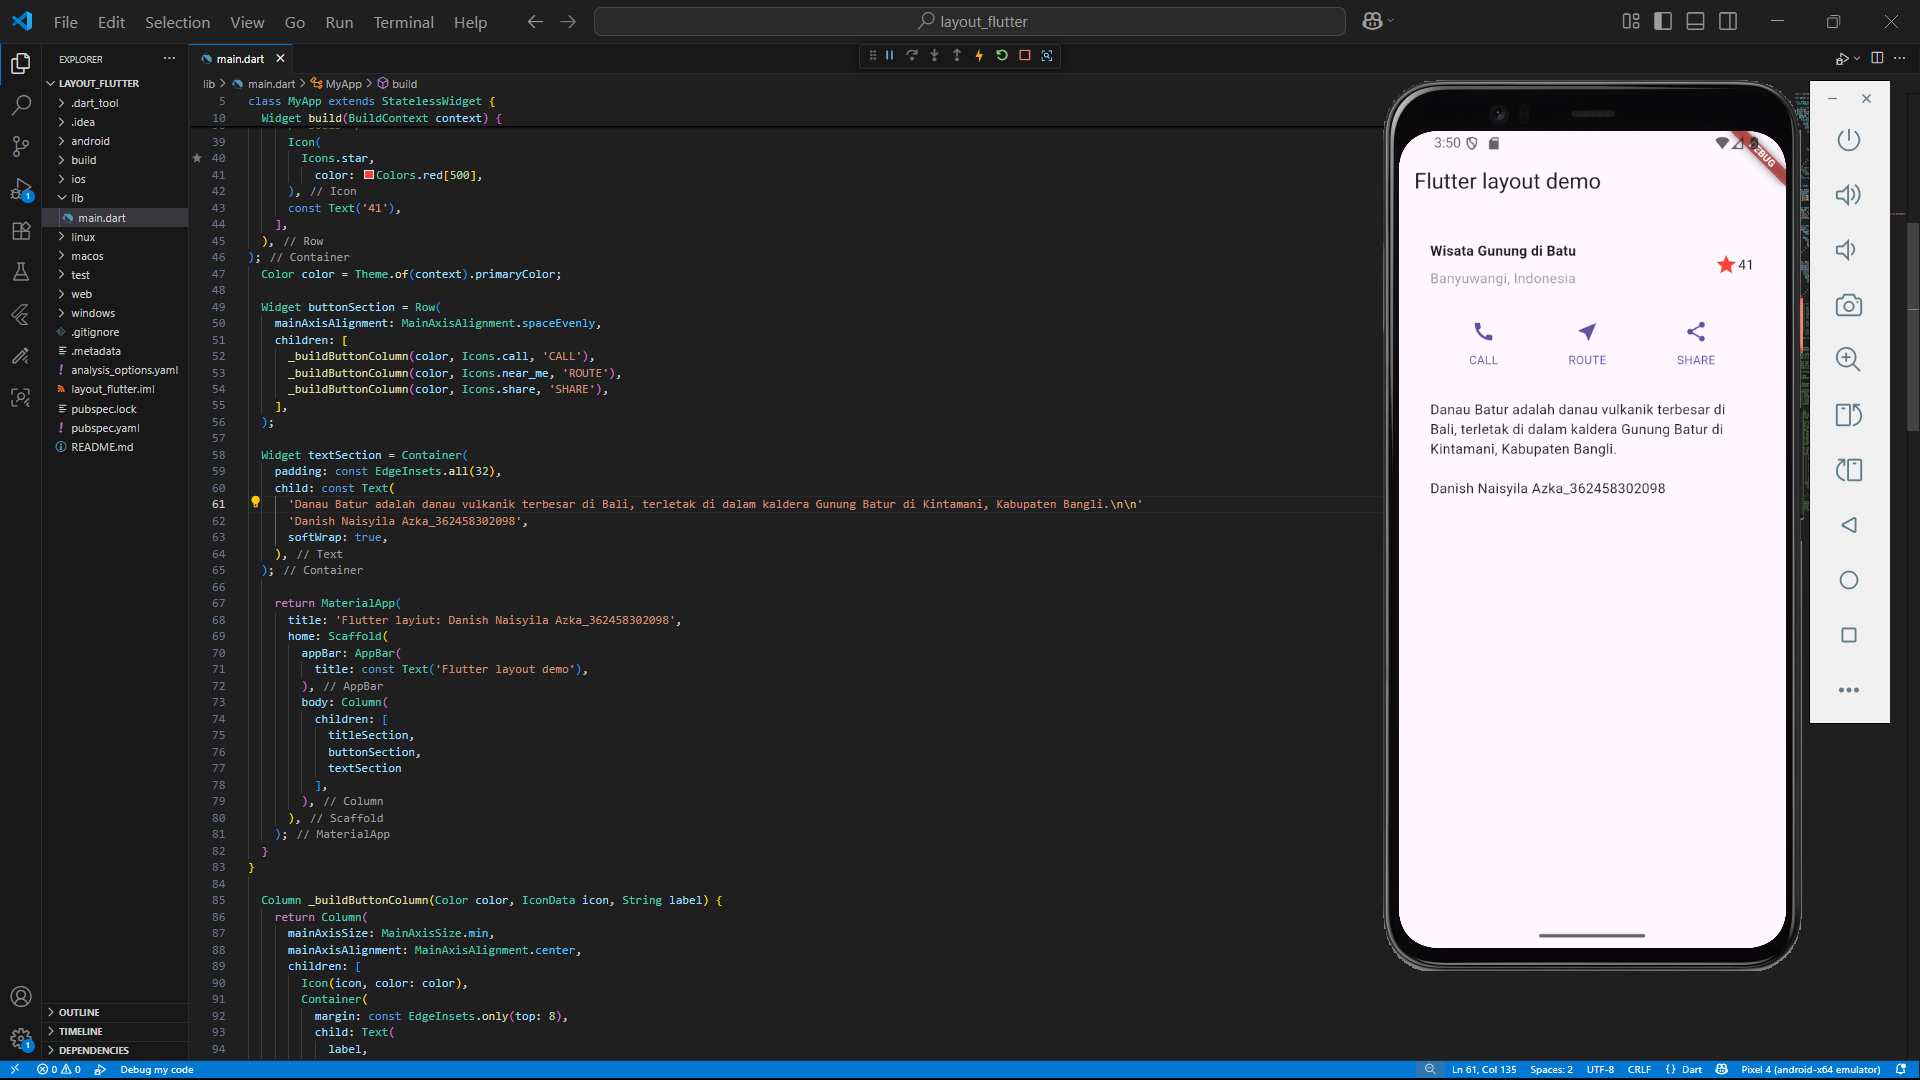 File Edit Selection View Go Run Terminal Help
layout_flutter
EXPLORER
LAYOUT_FLUTTER
.dart_tool
.idea
android
build
ios
lib
main.dart
linux
macos
test
web
windows
.gitignore
.metadata
analysis_options.yaml
layout_flutter.iml
pubspec.lock
pubspec.yaml
README.md
OUTLINE
TIMELINE
DEPENDENCIES
1
1
main.dart
lib > main.dart > MyApp > build
5 class MyApp extends StatelessWidget {
10 Widget build(BuildContext context) {
39 Icon(
40 Icons.star,
41 color: Colors.red[500],
42 ), // Icon
43 const Text('41'),
44 ],
45 ), // Row
46 ); // Container
47 Color color = Theme.of(context).primaryColor;
48
49 Widget buttonSection = Row(
50 mainAxisAlignment: MainAxisAlignment.spaceEvenly,
51 children: [
52 _buildButtonColumn(color, Icons.call, 'CALL'),
53 _buildButtonColumn(color, Icons.near_me, 'ROUTE'),
54 _buildButtonColumn(color, Icons.share, 'SHARE'),
55 ],
56 );
57
58 Widget textSection = Container(
59 padding: const EdgeInsets.all(32),
60 child: const Text(
61 'Danau Batur adalah danau vulkanik terbesar di Bali, terletak di dalam kaldera Gunung Batur di Kintamani, Kabupaten Bangli.\n\n'
62 'Danish Naisyila Azka_362458302098',
63 softWrap: true,
64 ), // Text
65 ); // Container
66
67 return MaterialApp(
68 title: 'Flutter layiut: Danish Naisyila Azka_362458302098',
69 home: Scaffold(
70 appBar: AppBar(
71 title: const Text('Flutter layout demo'),
72 ), // AppBar
73 body: Column(
74 children: [
75 titleSection,
76 buttonSection,
77 textSection
78 ],
79 ), // Column
80 ), // Scaffold
81 ); // MaterialApp
82 }
83 }
84
85 Column _buildButtonColumn(Color color, IconData icon, String label) {
86 return Column(
87 mainAxisSize: MainAxisSize.min,
88 mainAxisAlignment: MainAxisAlignment.center,
89 children: [
90 Icon(icon, color: color),
91 Container(
92 margin: const EdgeInsets.only(top: 8),
93 child: Text(
94 label,
3:50
DEBUG
Flutter layout demo
Wisata Gunung di Batu
Banyuwangi, Indonesia
41
CALL ROUTE SHARE
Danau Batur adalah danau vulkanik terbesar di
Bali, terletak di dalam kaldera Gunung Batur di
Kintamani, Kabupaten Bangli.
Danish Naisyila Azka_362458302098
0 0 Debug my code
Ln 61, Col 135 Spaces: 2 UTF-8 CRLF {} Dart Pixel 4 (android-x64 emulator)